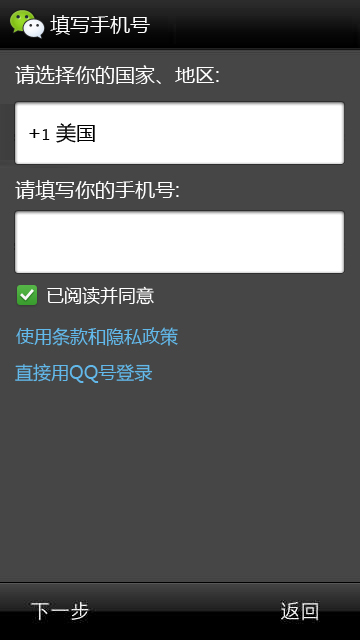 填写手机号
请选择你的国家、地区:
+1 美国
请填写你的手机号:
已阅读并同意
使用条款和隐私政策
直接用QQ号登录
下一步 返回